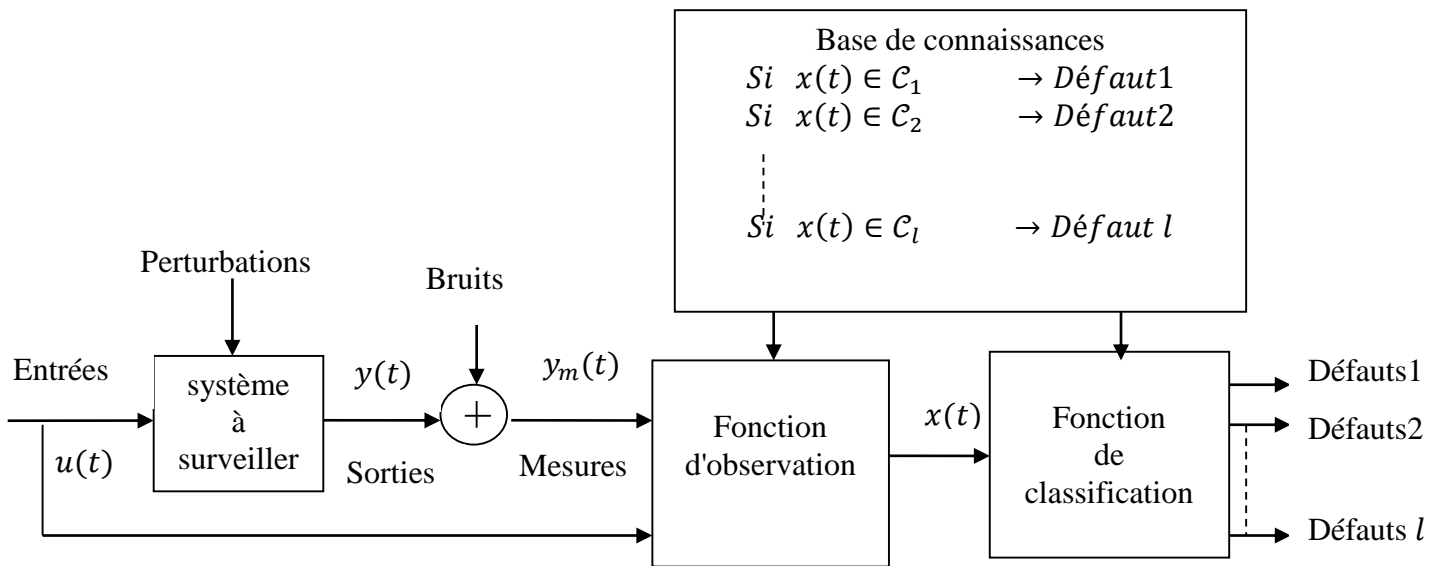 Base de connaissances
Si x(t) ∈ 𝒞₁ → Défaut1
Si x(t) ∈ 𝒞₂ → Défaut2
Si x(t) ∈ 𝒞ₗ → Défaut l
Perturbations
Bruits
Entrées
u(t)
système
à
surveiller
y(t)
Sorties
+
yₘ(t)
Mesures
Fonction
d'observation
x(t)
Fonction
de
classification
Défauts1
Défauts2
Défauts l